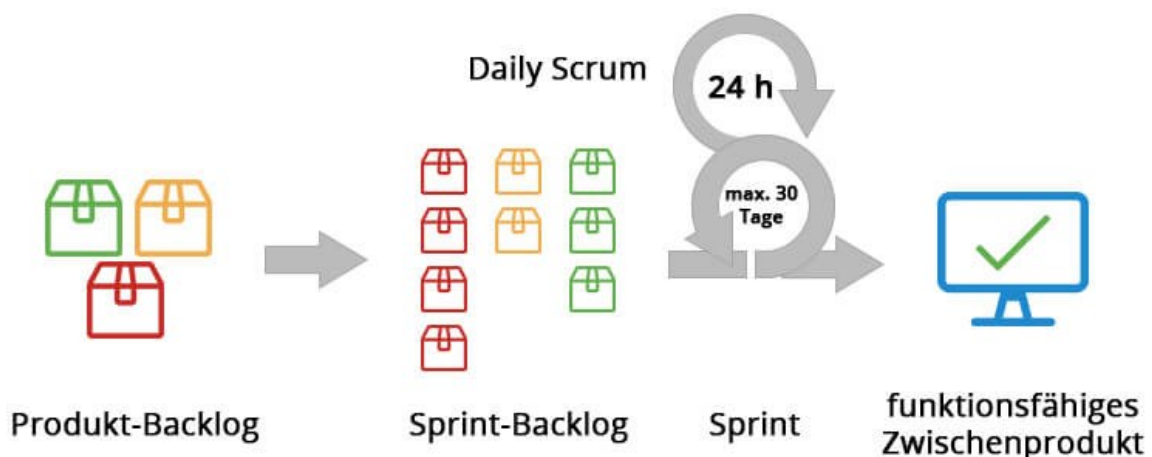 Daily Scrum
24 h
max. 30
Tage
Produkt-Backlog
Sprint-Backlog
Sprint
funktionsfähiges
Zwischenprodukt